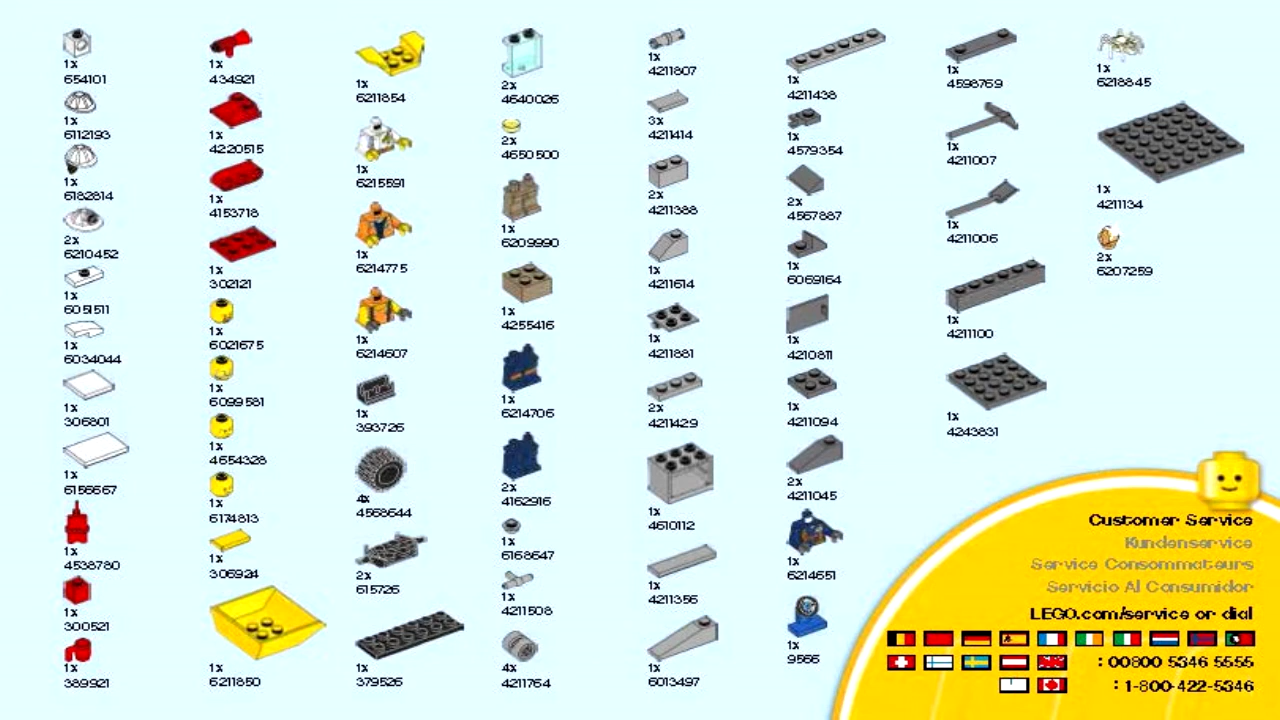 1x
654101
1x
6112193
1x
6182814
2x
6210452
1x
6051511
1x
6034044
1x
306801
1x
6156667
1x
4538780
1x
300521
1x
389921
1x
434921
1x
4220515
1x
4153718
1x
302121
1x
6021675
1x
6099581
1x
4654328
1x
6174813
1x
306924
1x
6211850
1x
6211854
1x
6215591
1x
6214775
1x
6214607
1x
393726
4x
4568644
2x
615726
1x
379526
2x
4640026
2x
4650500
1x
6209990
1x
4255416
1x
6214706
2x
4162916
1x
6168647
1x
4211508
4x
4211764
1x
4211807
3x
4211414
2x
4211388
1x
4211614
1x
4211881
2x
4211429
1x
4610112
1x
4211356
1x
6013497
1x
4211438
1x
4579354
2x
4567887
1x
6069164
1x
4210811
1x
4211094
2x
4211045
1x
6214651
1x
9566
1x
4598769
1x
4211007
1x
4211006
1x
4211100
1x
4243831
1x
6218845
1x
4211134
2x
6207259
Customer Service
Kundenservice
Service Consommateurs
Servicio Al Consumidor
LEGO.com/service or dial
: 00800 5346 5555
: 1-800-422-5346